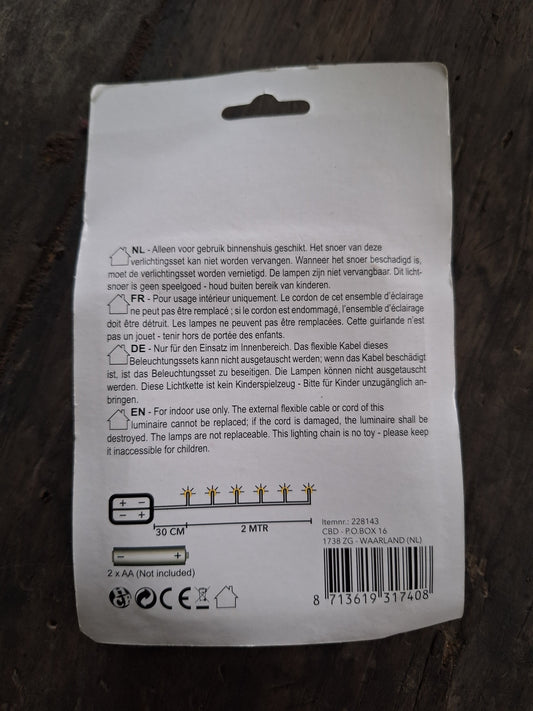 NL - Alleen voor gebruik binnenshuis geschikt. Het snoer van deze
verlichtingsset kan niet worden vervangen. Wanneer het snoer beschadigd is,
moet de verlichtingsset worden vernietigd. De lampen zijn niet vervangbaar. Dit licht-
snoer is geen speelgoed - houd buiten bereik van kinderen.
FR - Pour usage intérieur uniquement. Le cordon de cet ensemble d'éclairage
ne peut pas être remplacé ; si le cordon est endommagé, l'ensemble d'éclairage
doit être détruit. Les lampes ne peuvent pas être remplacées. Cette guirlande n'est
pas un jouet - tenir hors de portée des enfants.
DE - Nur für den Einsatz im Innenbereich. Das flexible Kabel dieses
Beleuchtungssets kann nicht ausgetauscht werden; wenn das Kabel beschädigt
ist, ist das Beleuchtungsset zu beseitigen. Die Lampen können nicht ausgetauscht
werden. Diese Lichtkette ist kein Kinderspielzeug - Bitte für Kinder unzugänglich an-
bringen.
EN - For indoor use only. The external flexible cable or cord of this
luminaire cannot be replaced; if the cord is damaged, the luminaire shall be
destroyed. The lamps are not replaceable. This lighting chain is no toy - please keep
it inaccessible for children.
+ -
- +
30 CM
2 MTR
- +
2 x AA (Not included)
CE
Itemnr.: 228143
CBD - P.O.BOX 16
1738 ZG - WAARLAND (NL)
8 713619 317408